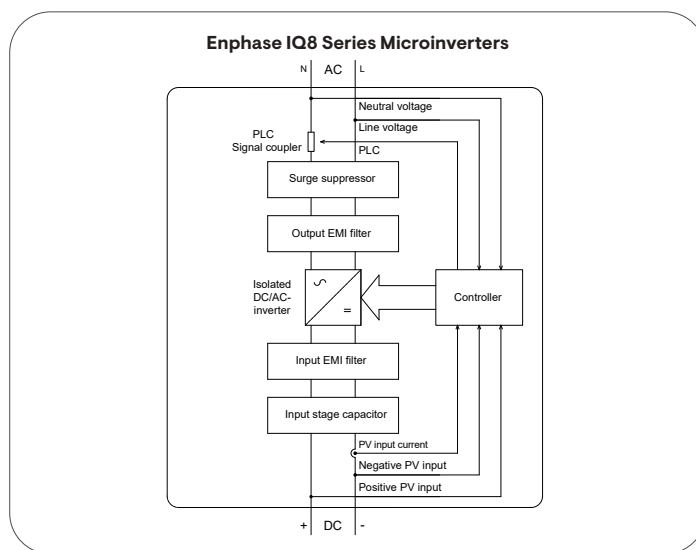 Enphase IQ8 Series Microinverters
N AC L
Neutral voltage
Line voltage
PLC
Signal coupler
PLC
Surge suppressor
Output EMI filter
Isolated
DC/AC-
inverter
Controller
Input EMI filter
Input stage capacitor
PV input current
Negative PV input
Positive PV input
+ DC -